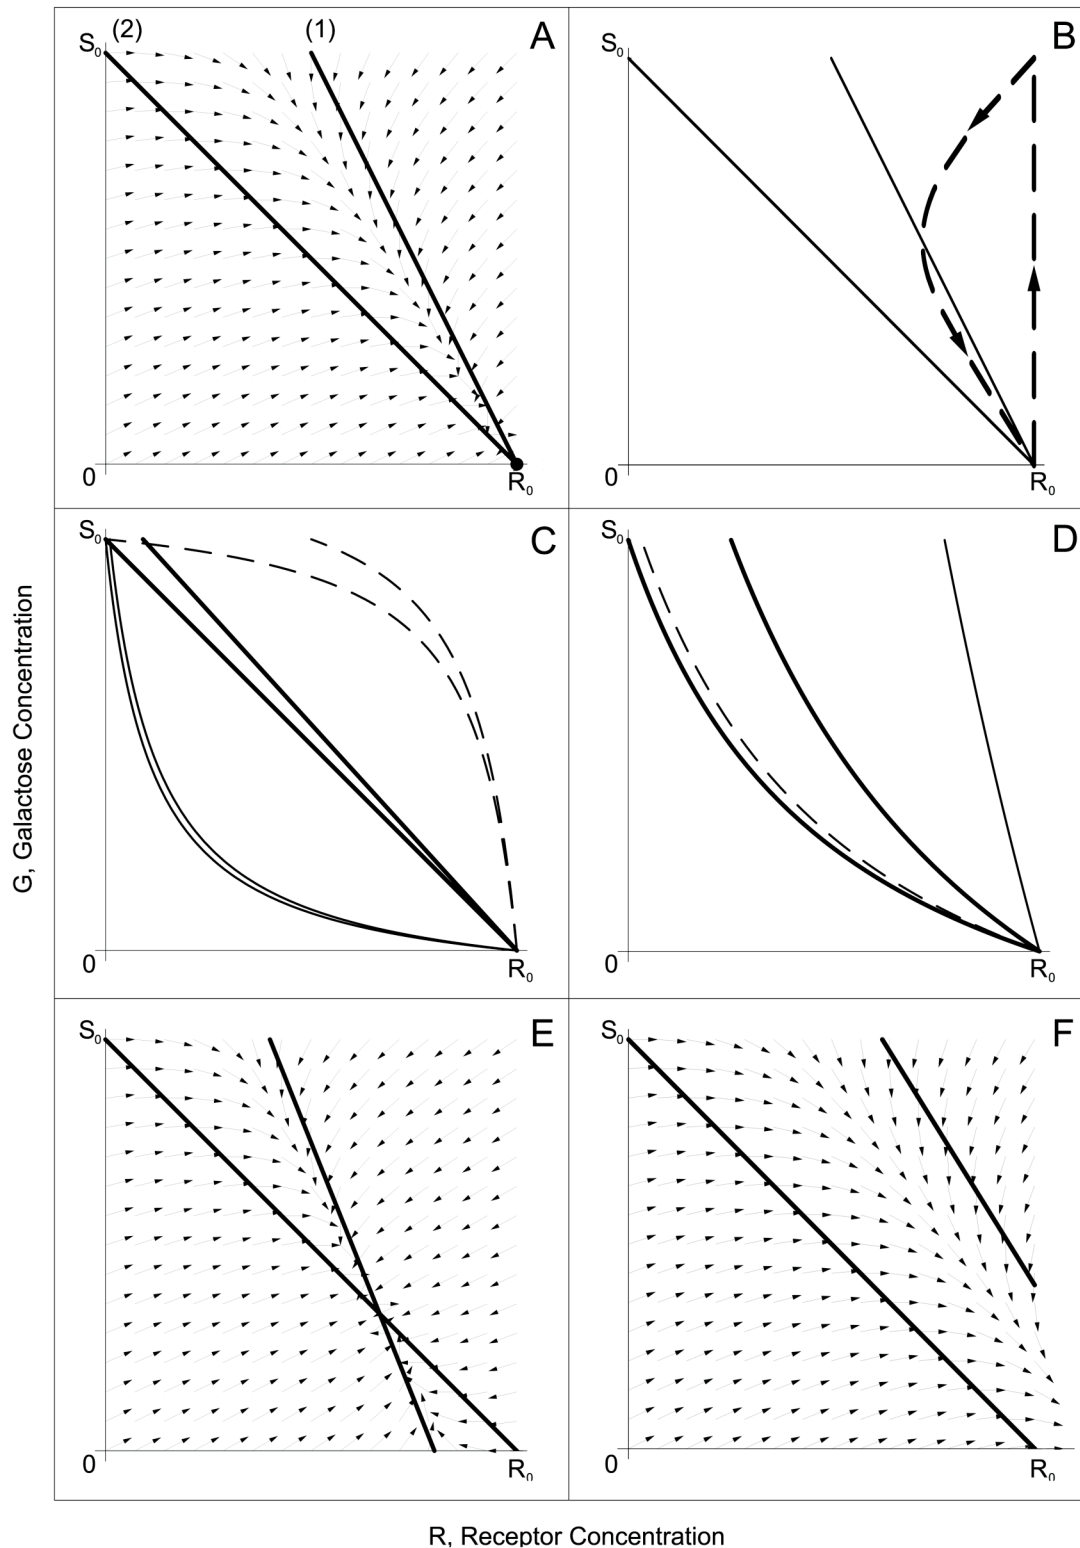 (2) (1) A
S₀
0 R₀
B
S₀
0 R₀
C
S₀
0 R₀
D
S₀
0 R₀
E
S₀
0 R₀
F
S₀
0 R₀
G, Galactose Concentration
R, Receptor Concentration